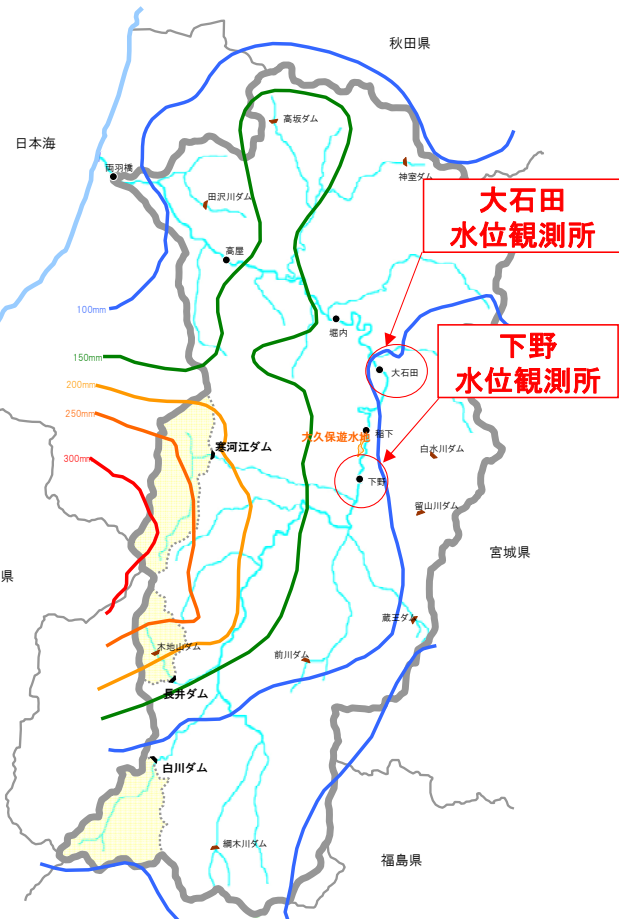 秋田県
日本海
高坂ダム
両羽橋
神室ダム
田沢川ダム
大石田
水位観測所
高屋
100mm
堀内
下野
水位観測所
150mm
大石田
200mm
250mm
大久保遊水地
稲下
寒河江ダム
白水川ダム
300mm
下野
留山川ダム
宮城県
県
蔵王ダム
木地山ダム
前川ダム
長井ダム
白川ダム
綱木川ダム
福島県